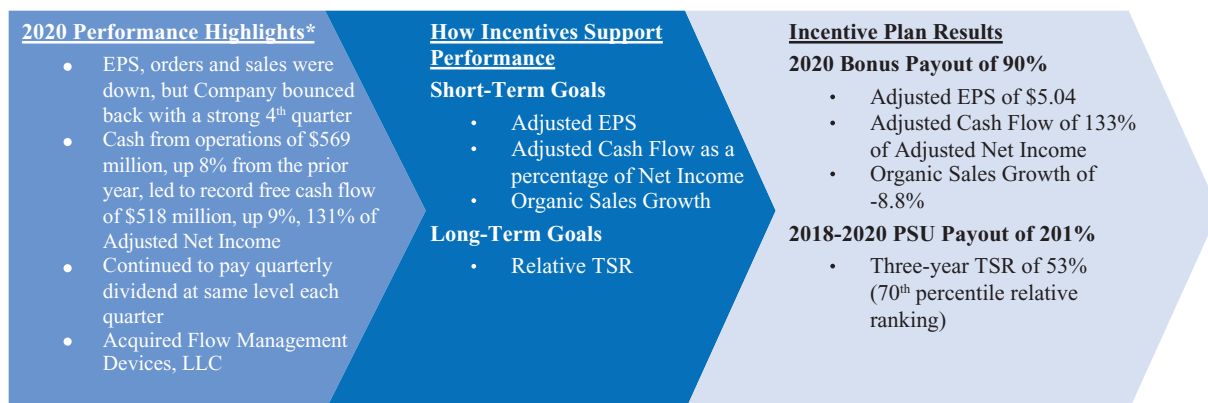 2020 Performance Highlights*
• EPS, orders and sales were
down, but Company bounced
back with a strong 4th quarter
• Cash from operations of $569
million, up 8% from the prior
year, led to record free cash flow
of $518 million, up 9%, 131% of
Adjusted Net Income
• Continued to pay quarterly
dividend at same level each
quarter
• Acquired Flow Management
Devices, LLC
How Incentives Support
Performance
Short-Term Goals
• Adjusted EPS
• Adjusted Cash Flow as a
percentage of Net Income
• Organic Sales Growth
Long-Term Goals
• Relative TSR
Incentive Plan Results
2020 Bonus Payout of 90%
• Adjusted EPS of $5.04
• Adjusted Cash Flow of 133%
of Adjusted Net Income
• Organic Sales Growth of
-8.8%
2018-2020 PSU Payout of 201%
• Three-year TSR of 53%
(70th percentile relative
ranking)